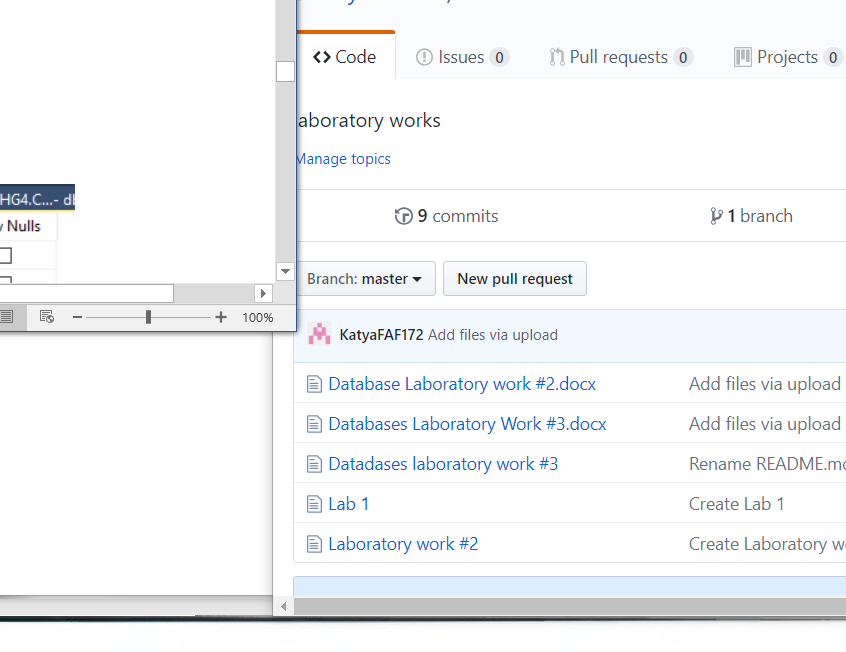 Code Issues 0 Pull requests 0 Projects 0
aboratory works
Manage topics
HG4.C...- d
Nulls
9 commits 1 branch
Branch: master New pull request
100%
KatyaFAF172 Add files via upload
Database Laboratory work #2.docx Add files via upload
Databases Laboratory Work #3.docx Add files via upload
Datadases laboratory work #3 Rename README.m
Lab 1 Create Lab 1
Laboratory work #2 Create Laboratory w